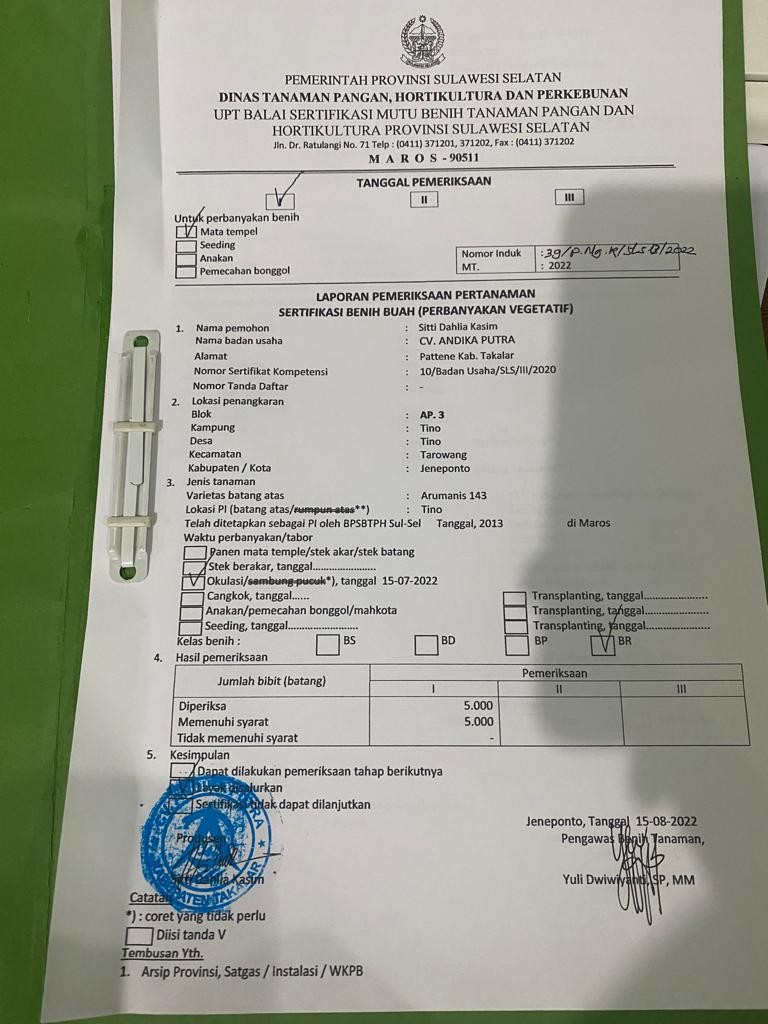 PEMERINTAH PROVINSI SULAWESI SELATAN
DINAS TANAMAN PANGAN, HORTIKULTURA DAN PERKEBUNAN
UPT BALAI SERTIFIKASI MUTU BENIH TANAMAN PANGAN DAN
HORTIKULTURA PROVINSI SULAWESI SELATAN
Jln. Dr. Ratulangi No. 71 Telp : (0411) 371201, 371202, Fax : (0411) 371202
M A R O S - 90511
TANGGAL PEMERIKSAAN
V II III
Untuk perbanyakan benih
V Mata tempel
Seeding
Anakan
Pemecahan bonggol
Nomor Induk : 39/P.Ng.R/SLS.B/2022
MT. : 2022
LAPORAN PEMERIKSAAN PERTANAMAN
SERTIFIKASI BENIH BUAH (PERBANYAKAN VEGETATIF)
1. Nama pemohon : Sitti Dahlia Kasim
Nama badan usaha : CV. ANDIKA PUTRA
Alamat : Pattene Kab. Takalar
Nomor Sertifikat Kompetensi : 10/Badan Usaha/SLS/III/2020
Nomor Tanda Daftar : -
2. Lokasi penangkaran
Blok : AP. 3
Kampung : Tino
Desa : Tino
Kecamatan : Tarowang
Kabupaten / Kota : Jeneponto
3. Jenis tanaman
Varietas batang atas : Arumanis 143
Lokasi PI (batang atas/rumpun atas**) : Tino
Telah ditetapkan sebagai PI oleh BPSBTPH Sul-Sel Tanggal, 2013 di Maros
Waktu perbanyakan/tabor
Panen mata temple/stek akar/stek batang
Stek berakar, tanggal.....................
V Okulasi/sambung pucuk*), tanggal 15-07-2022
Cangkok, tanggal...... Transplanting, tanggal......................
Anakan/pemecahan bonggol/mahkota Transplanting, tanggal......................
Seeding, tanggal....................... Transplanting, tanggal......................
Kelas benih : BS BD BP V BR
4. Hasil pemeriksaan
Jumlah bibit (batang) Pemeriksaan
I II III
Diperiksa 5.000
Memenuhi syarat 5.000
Tidak memenuhi syarat -
5. Kesimpulan
Dapat dilakukan pemeriksaan tahap berikutnya
V Layak disalurkan
Sertifikasi tidak dapat dilanjutkan
Jeneponto, Tanggal 15-08-2022
Produsen Pengawas Benih Tanaman,
Sitti Dahlia Kasim Yuli Dwiwiyanti, SP, MM
Catatan
*) : coret yang tidak perlu
Diisi tanda V
Tembusan Yth.
1. Arsip Provinsi, Satgas / Instalasi / WKPB